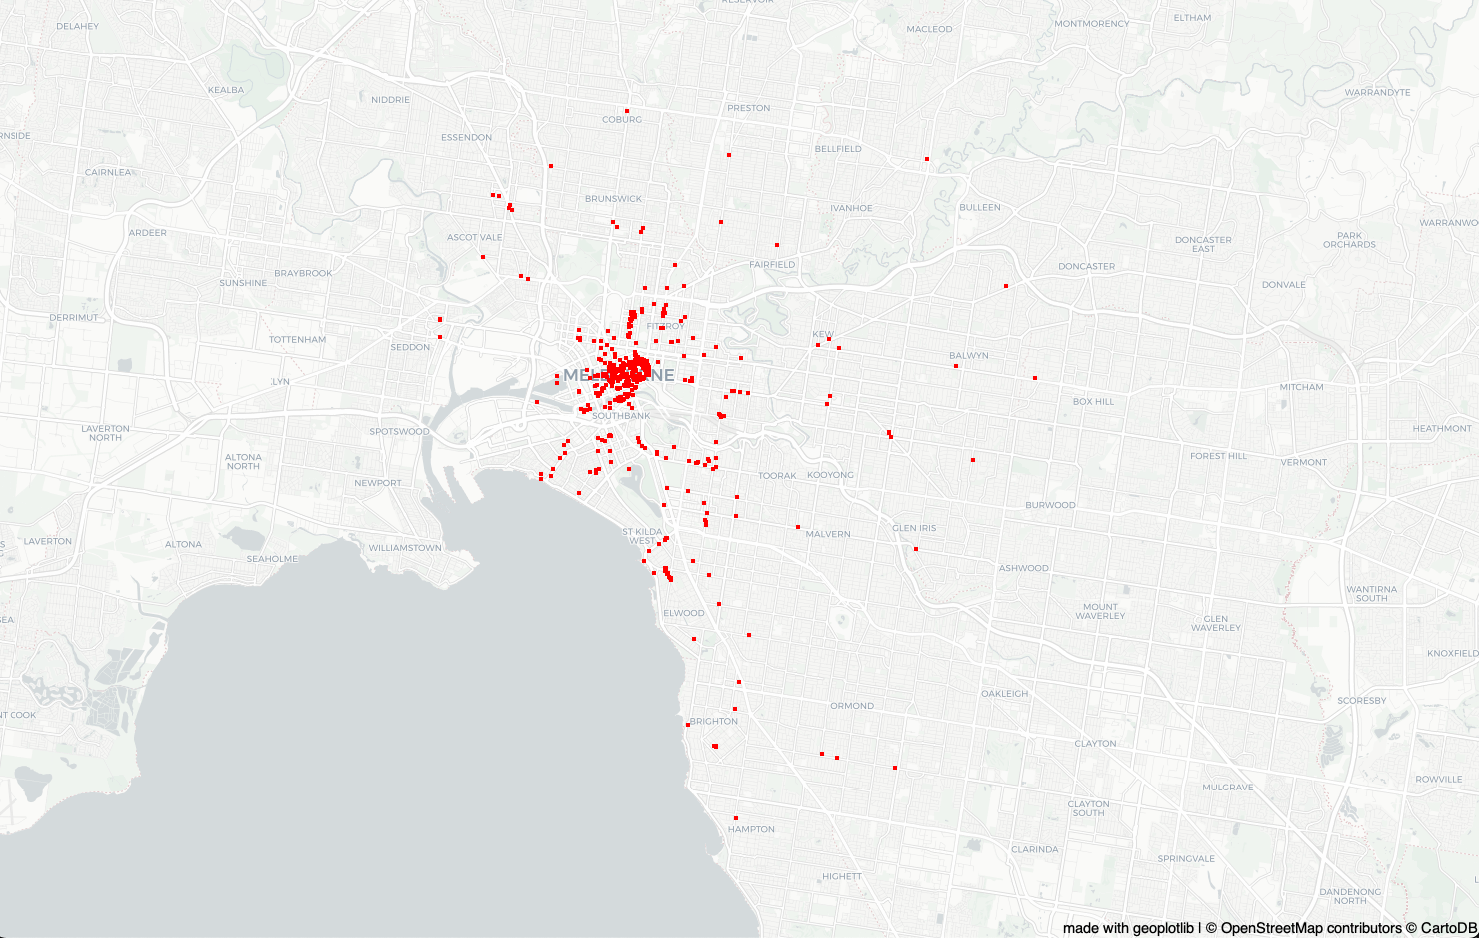 RESERVOIR
ELTHAM
MONTMORENCY
DELAHEY
MACLEOD
KEALBA
WARRANDYTE
NIDDRIE
PRESTON
COBURG
RNSIDE
ESSENDON
BELLFIELD
CAIRNLEA
BRUNSWICK
IVANHOE
BULLEEN
WARRANWO
ARDEER
ASCOT VALE
PARK
ORCHARDS
DONCASTER
EAST
FAIRFIELD
DONCASTER
BRAYBROOK
SUNSHINE
DONVALE
DERRIMUT
FITZROY
KEW
TOTTENHAM
SEDDON
BALWYN
MELBOURNE
LYN
MITCHAM
BOX HILL
SOUTHBANK
LAVERTON
NORTH
SPOTSWOOD
HEATHMONT
ALTONA
NORTH
FOREST HILL
VERMONT
TOORAK
KOOYONG
NEWPORT
BURWOOD
ST KILDA
WEST
GLEN IRIS
MALVERN
S
LAVERTON
ALTONA
WILLIAMSTOWN
SEAHOLME
ASHWOOD
WANTIRNA
SOUTH
MOUNT
WAVERLEY
ELWOOD
SEA
GLEN
WAVERLEY
KNOXFIELD
OAKLEIGH
SCORESBY
ORMOND
NT COOK
BRIGHTON
CLAYTON
ROWVILLE
MULGRAVE
CLAYTON
SOUTH
HAMPTON
CLARINDA
SPRINGVALE
HIGHETT
L
DANDENONG
NORTH
made with geoplotlib | © OpenStreetMap contributors © CartoDB